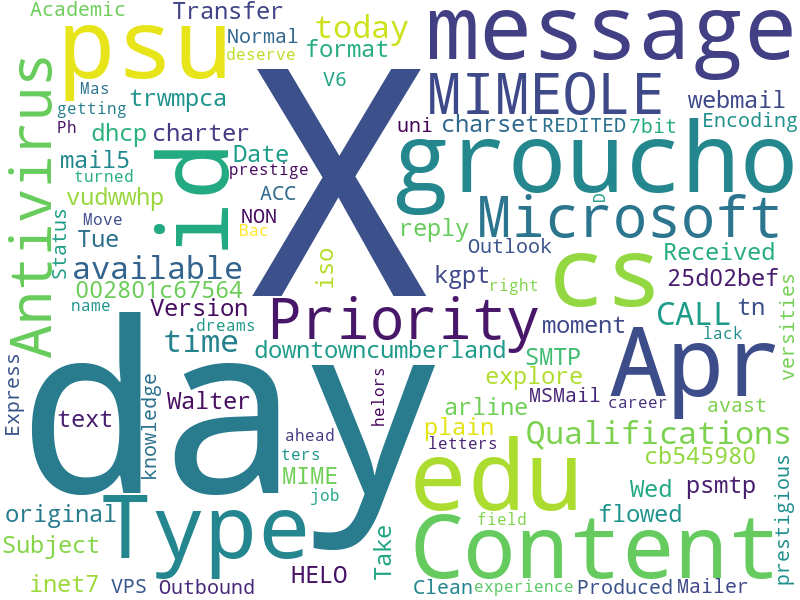 Academic
Transfer
message
psu
today
Normal
deserve
format
V6
MIMEOLE
webmail
Mas
getting
trwmpca
Ph
dhcp
charter
uni
charset
REDITED
7bit
Encoding
Antivirus
id
X
groucho
mail5
turned
Date
prestige
vudwwhp
ACC
NON
Bac
Move
Tue
Status
reply
Microsoft
D
Outlook
Received
available
iso
kgpt
right
cs
25d02bef
002801c67564
name
Version
Priority
moment
CALL
tn
lack
versities
dreams
time
downtowncumberland
SMTP
Apr
Express
day
text
knowledge
Walter
helors
explore
MSMail
career
avast
arline
plain
letters
Qualifications
ahead
ters
MIME
job
edu
cb545980
Wed
psmtp
original
Type
field
flowed
prestigious
Subject
Take
Content
inet7
VPS
Outbound
HELO
Clean
experience
Produced
Mailer